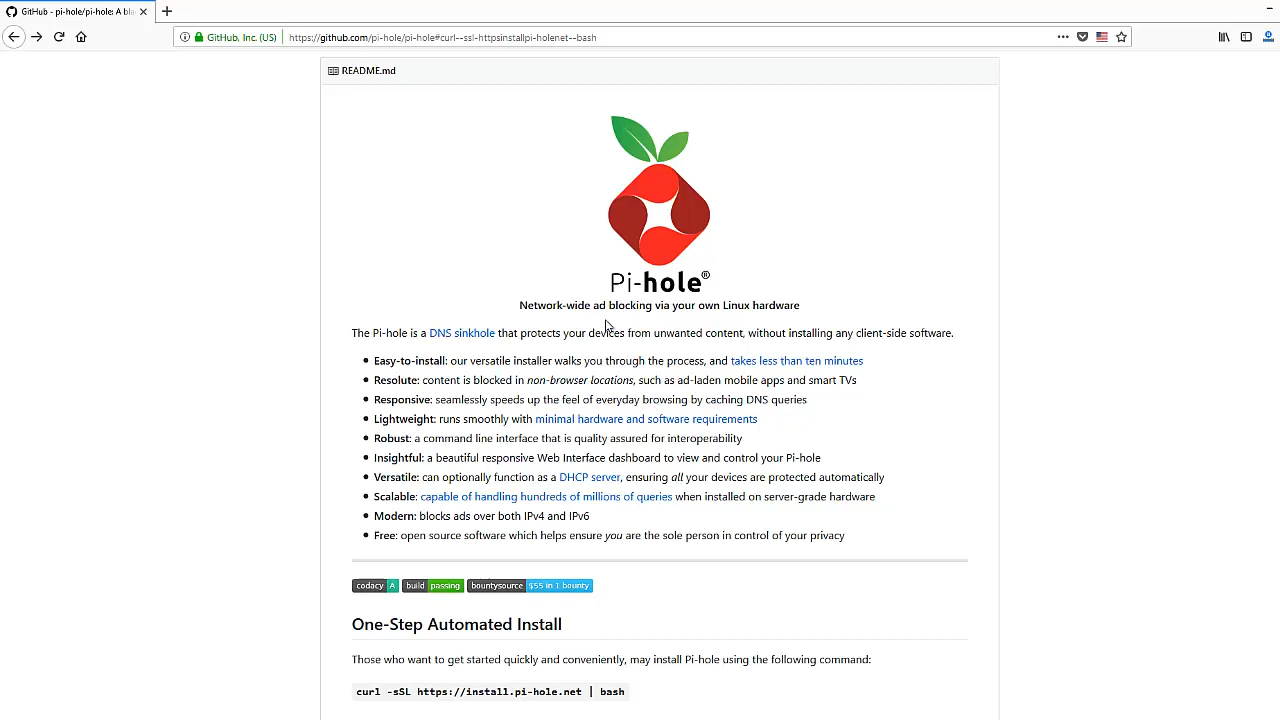 GitHub - pi-hole/pi-hole: A bla
GitHub, Inc. (US) https://github.com/pi-hole/pi-hole#curl--ssl-httpsinstallpi-holenet--bash
README.md
Pi-hole®
Network-wide ad blocking via your own Linux hardware
The Pi-hole is a DNS sinkhole that protects your devices from unwanted content, without installing any client-side software.
Easy-to-install: our versatile installer walks you through the process, and takes less than ten minutes
Resolute: content is blocked in non-browser locations, such as ad-laden mobile apps and smart TVs
Responsive: seamlessly speeds up the feel of everyday browsing by caching DNS queries
Lightweight: runs smoothly with minimal hardware and software requirements
Robust: a command line interface that is quality assured for interoperability
Insightful: a beautiful responsive Web Interface dashboard to view and control your Pi-hole
Versatile: can optionally function as a DHCP server, ensuring all your devices are protected automatically
Scalable: capable of handling hundreds of millions of queries when installed on server-grade hardware
Modern: blocks ads over both IPv4 and IPv6
Free: open source software which helps ensure you are the sole person in control of your privacy
codacy A build passing bountysource $55 in 1 bounty
One-Step Automated Install
Those who want to get started quickly and conveniently, may install Pi-hole using the following command:
curl -sSL https://install.pi-hole.net | bash